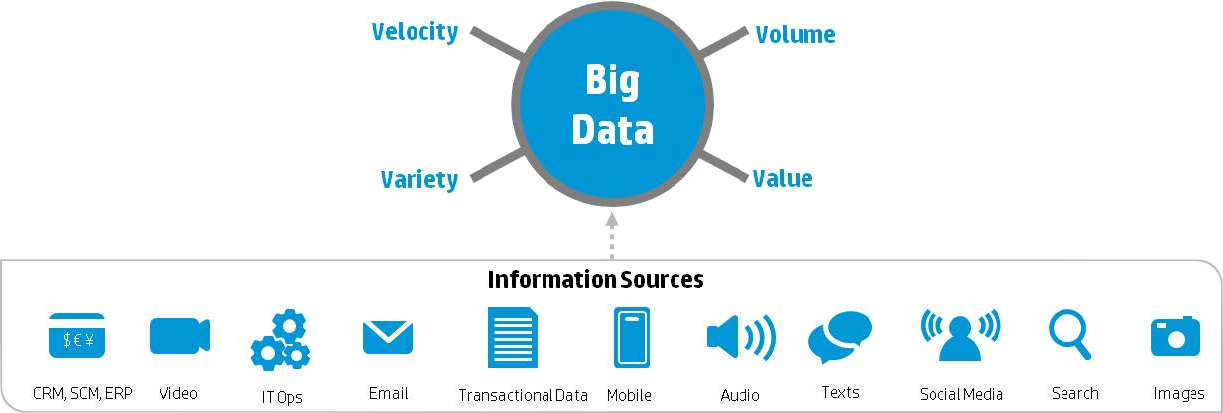 Velocity
Volume
Big
Data
Variety
Value
Information Sources
$€¥
CRM, SCM, ERP
Video
IT Ops
Email
Transactional Data
Mobile
Audio
Texts
Social Media
Search
Images